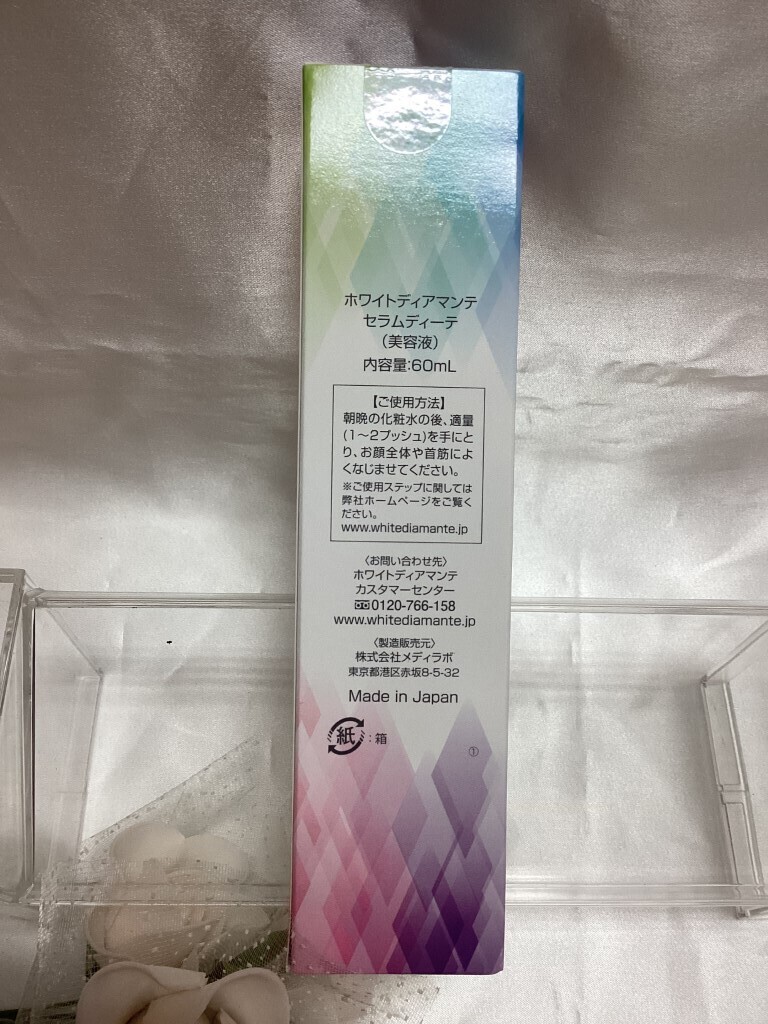 ホワイトディアマンテ
セラムディーテ
（美容液）
内容量:60mL
【ご使用方法】
朝晩の化粧水の後、適量
(1～2プッシュ)を手にと
り、お顔全体や首筋によ
くなじませてください。
※ご使用ステップに関しては
弊社ホームページをご覧く
ださい。
www.whitediamante.jp
〈お問い合わせ先〉
ホワイトディアマンテ
カスタマーセンター
0120-766-158
www.whitediamante.jp
〈製造販売元〉
株式会社メディラボ
東京都港区赤坂8-5-32
Made in Japan
紙：箱
①